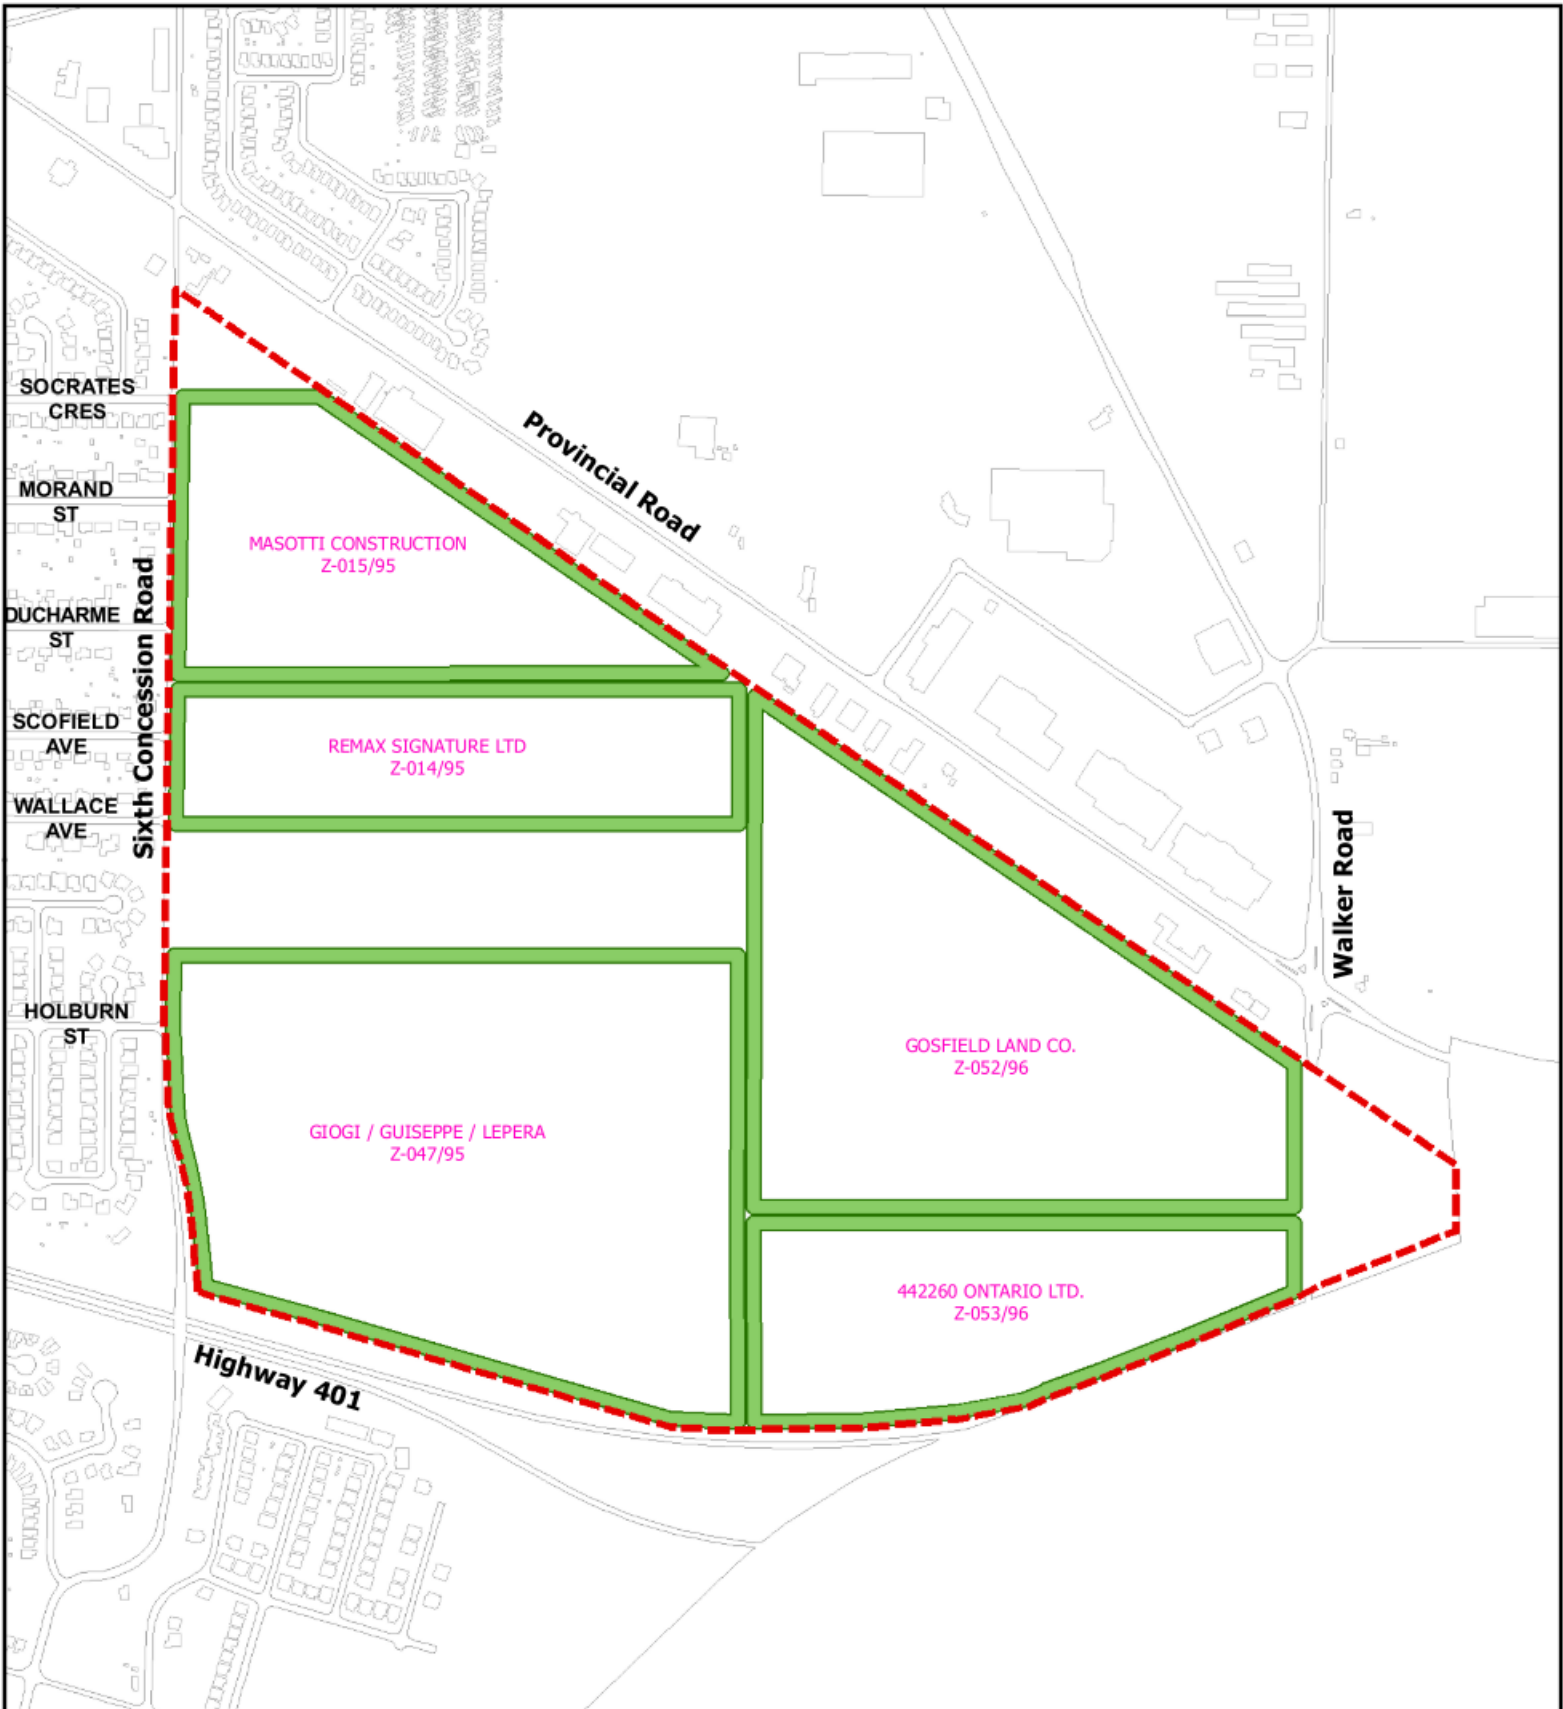 SOCRATES
CRES
Provincial Road
MORAND
ST
MASOTTI CONSTRUCTION
Z-015/95
Sixth Concession Road
DUCHARME
ST
SCOFIELD
AVE
REMAX SIGNATURE LTD
Z-014/95
WALLACE
AVE
Walker Road
HOLBURN
ST
GOSFIELD LAND CO.
Z-052/96
GIOGI / GUISEPPE / LEPERA
Z-047/95
442260 ONTARIO LTD.
Z-053/96
Highway 401